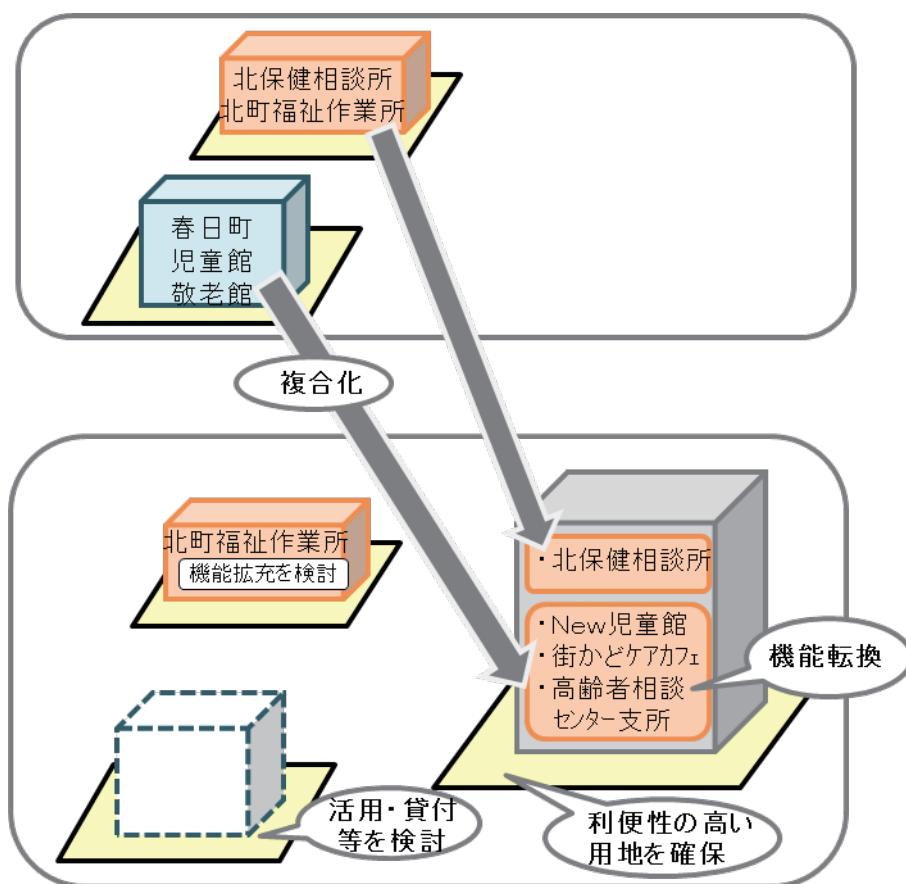 北保健相談所
北町福祉作業所
春日町
児童館
敬老館
複合化
北町福祉作業所
機能拡充を検討
・北保健相談所
・New児童館
・街かどケアカフェ
・高齢者相談
センター支所
機能転換
活用・貸付
等を検討
利便性の高い
用地を確保